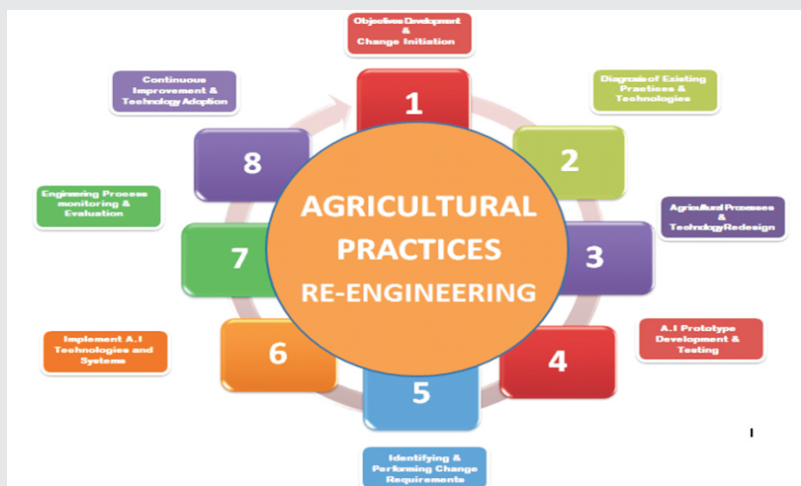 Objectives Development
&
Change Initiation
1
Diagnosis of Existing
Practices & 
Technologies
2
Agricultural Processes
&
Technology Redesign
3
A.I Prototype
Development &
Testing
4
Identifying &
Performing Change
Requirements
5
Implement A.I
Technologies and
Systems
6
Engineering Process
monitoring &
Evaluation
7
Continuous
Improvement &
Technology Adoption
8
AGRICULTURAL
PRACTICES
RE-ENGINEERING
I